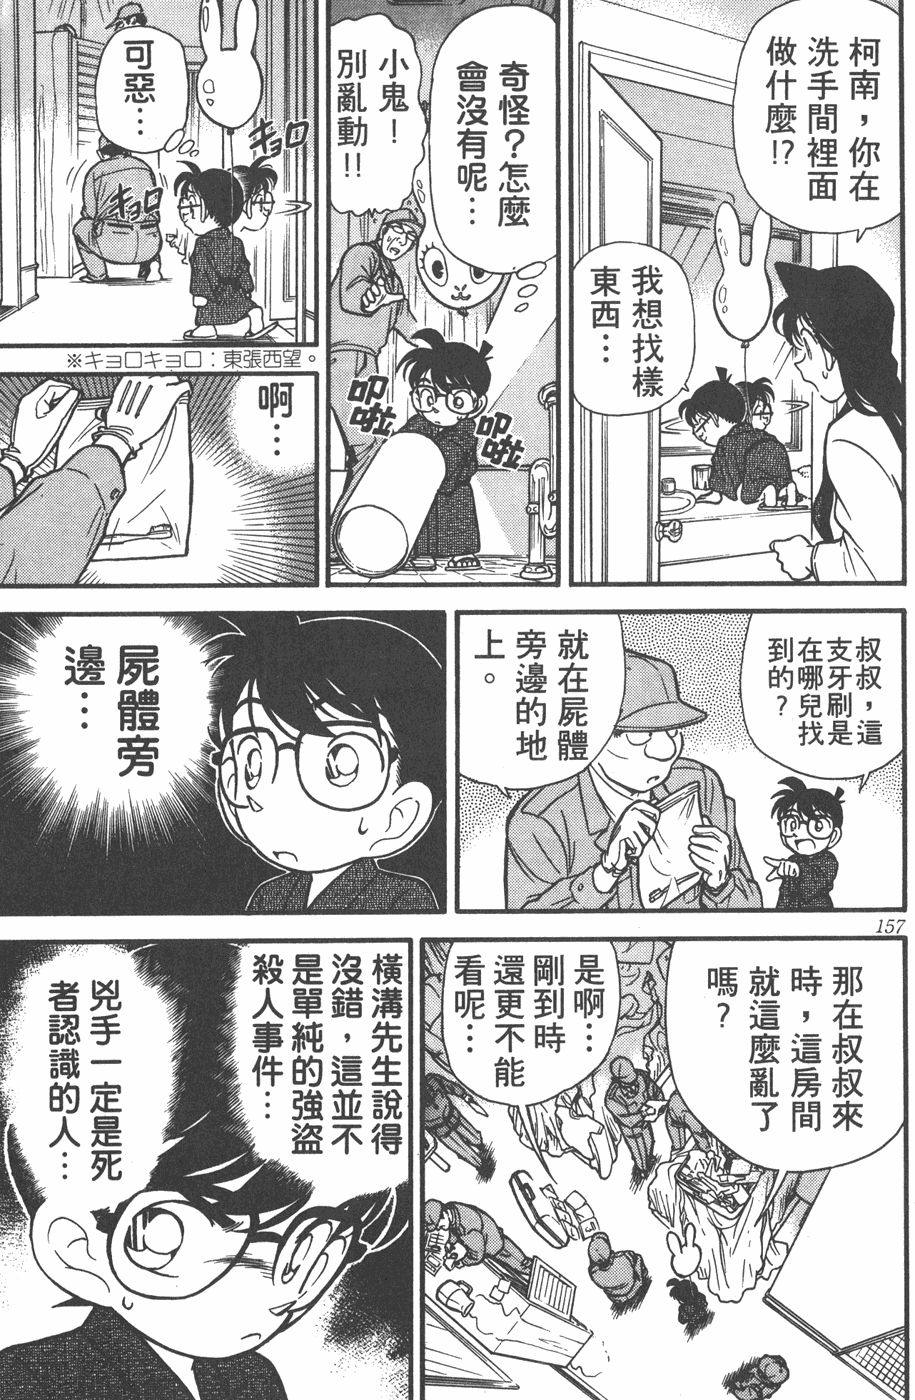 柯南，你在
洗手間裡面
做什麼!?
我想找樣
東西…
奇怪？怎麼
會沒有呢…
小鬼！
別亂動!!
叩啦
叩啦
可惡…
キョロ
キョロ
※キョロキョロ：東張西望。
啊…
叔叔，這
支牙刷是
在哪兒找
到的？
就在屍體
旁邊的地
上。
屍體旁
邊…
157
那在叔叔來
時，這房間
就這麼亂了
嗎？
是啊…
剛到時
還更不能
看呢…
橫溝先生說得
沒錯，這並不
是單純的強盜
殺人事件…
兇手一定是死
者認識的人…